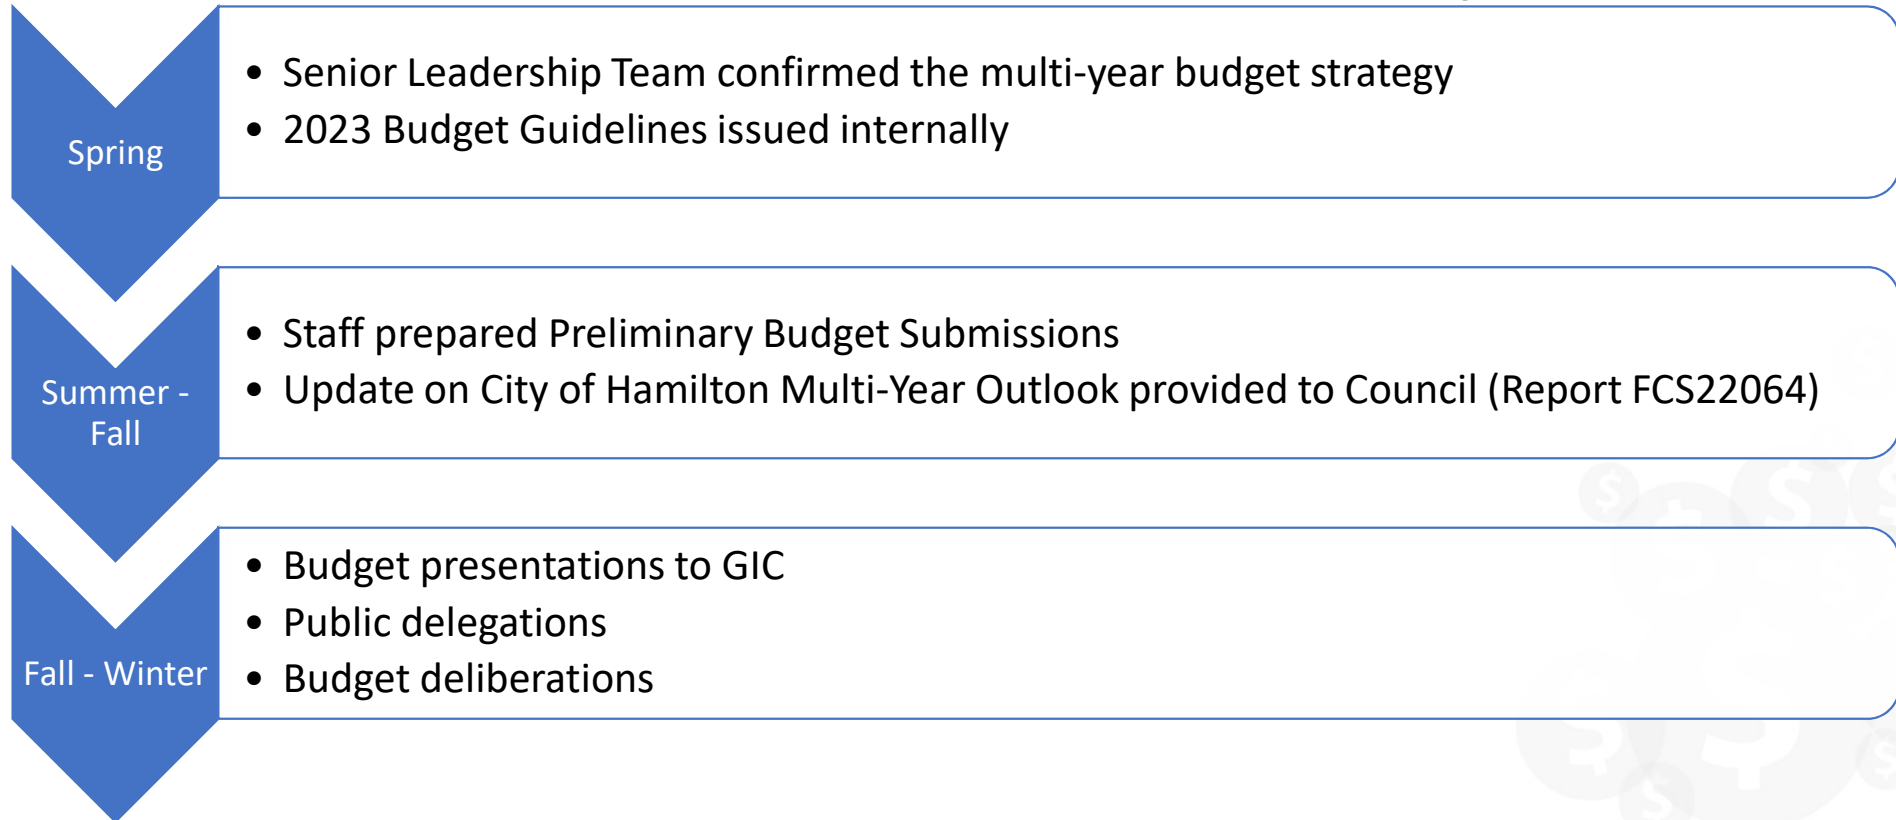 Spring
• Senior Leadership Team confirmed the multi-year budget strategy
• 2023 Budget Guidelines issued internally
Summer -
Fall
• Staff prepared Preliminary Budget Submissions
• Update on City of Hamilton Multi-Year Outlook provided to Council (Report FCS22064)
Fall - Winter
• Budget presentations to GIC
• Public delegations
• Budget deliberations
$
$
$
$
$
$
$
$
$
$